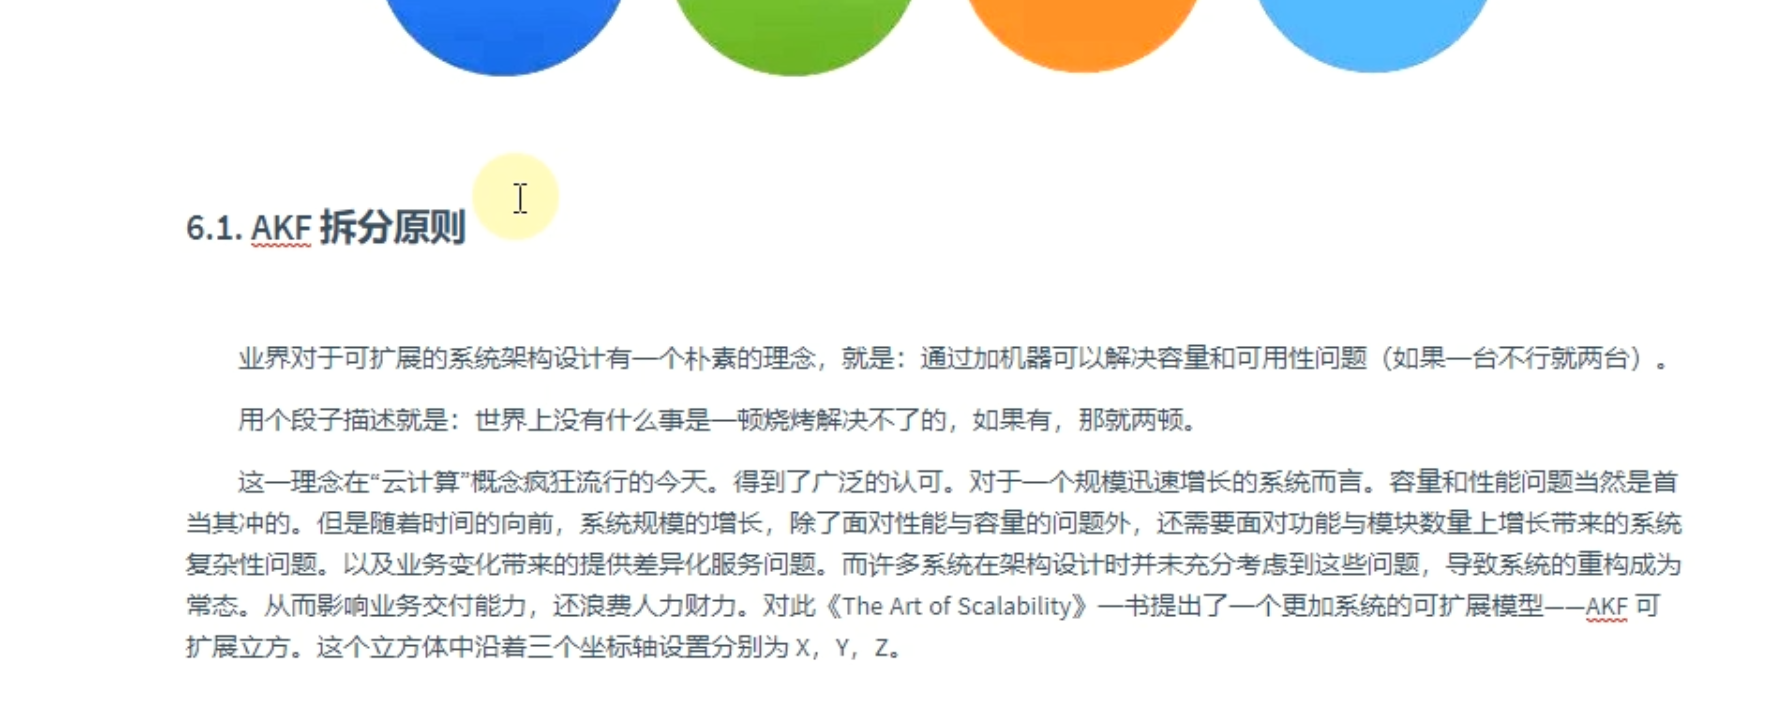 6.1. AKF 拆分原则
业界对于可扩展的系统架构设计有一个朴素的理念，就是：通过加机器可以解决容量和可用性问题（如果一台不行就两台）。
用个段子描述就是：世界上没有什么事是一顿烧烤解决不了的，如果有，那就两顿。
这一理念在“云计算”概念疯狂流行的今天。得到了广泛的认可。对于一个规模迅速增长的系统而言。容量和性能问题当然是首
当其冲的。但是随着时间的向前，系统规模的增长，除了面对性能与容量的问题外，还需要面对功能与模块数量上增长带来的系统
复杂性问题。以及业务变化带来的提供差异化服务问题。而许多系统在架构设计时并未充分考虑到这些问题，导致系统的重构成为
常态。从而影响业务交付能力，还浪费人力财力。对此《The Art of Scalability》一书提出了一个更加系统的可扩展模型——AKF 可
扩展立方。这个立方体中沿着三个坐标轴设置分别为 X，Y，Z。